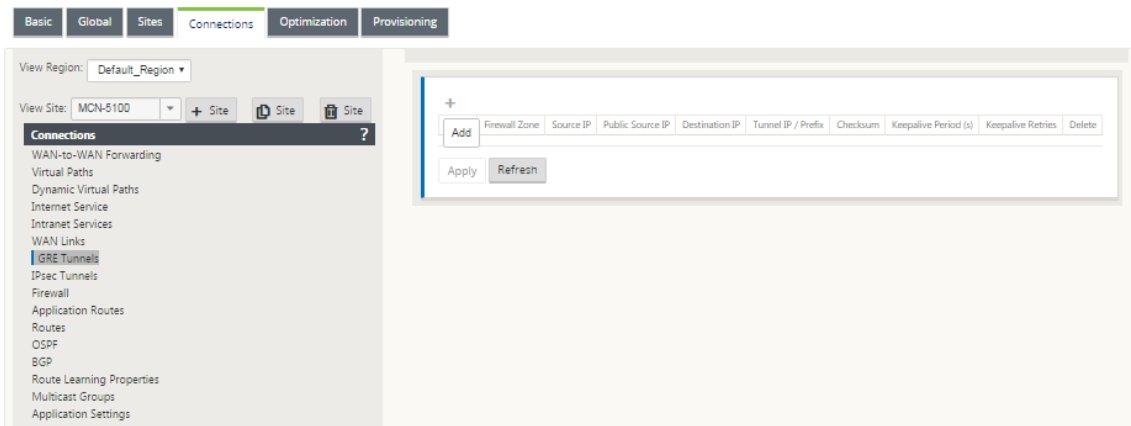 Basic Global Sites Connections Optimization Provisioning
View Region: Default_Region
View Site: MCN-5100 + Site Site Site
Connections ?
WAN-to-WAN Forwarding
Virtual Paths
Dynamic Virtual Paths
Internet Service
Intranet Services
WAN Links
GRE Tunnels
IPsec Tunnels
Firewall
Application Routes
Routes
OSPF
BGP
Route Learning Properties
Multicast Groups
Application Settings
+
Add Firewall Zone Source IP Public Source IP Destination IP Tunnel IP / Prefix Checksum Keepalive Period (s) Keepalive Retries Delete
Apply Refresh